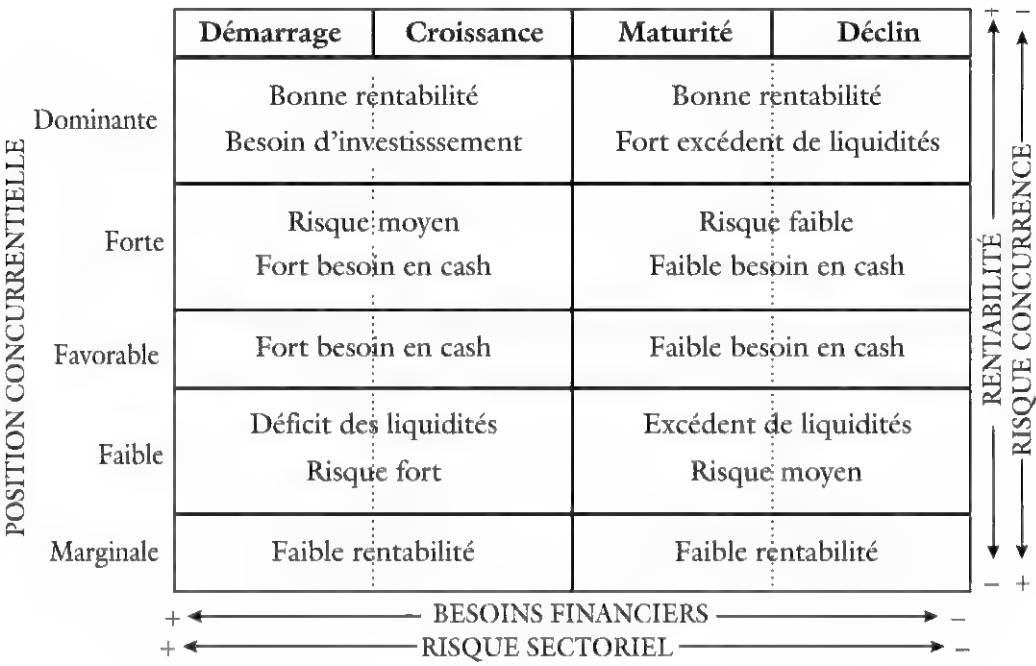 Démarrage Croissance Maturité Déclin
+ −
POSITION CONCURRENTIELLE
Dominante
Bonne rentabilité
Besoin d'investisssement
Bonne rentabilité
Fort excédent de liquidités
Forte
Risque moyen
Fort besoin en cash
Risque faible
Faible besoin en cash
Favorable
Fort besoin en cash
Faible besoin en cash
Faible
Déficit des liquidités
Risque fort
Excédent de liquidités
Risque moyen
Marginale
Faible rentabilité
Faible rentabilité
RENTABILITÉ
RISQUE CONCURRENCE
− +
+ BESOINS FINANCIERS −
+ RISQUE SECTORIEL −